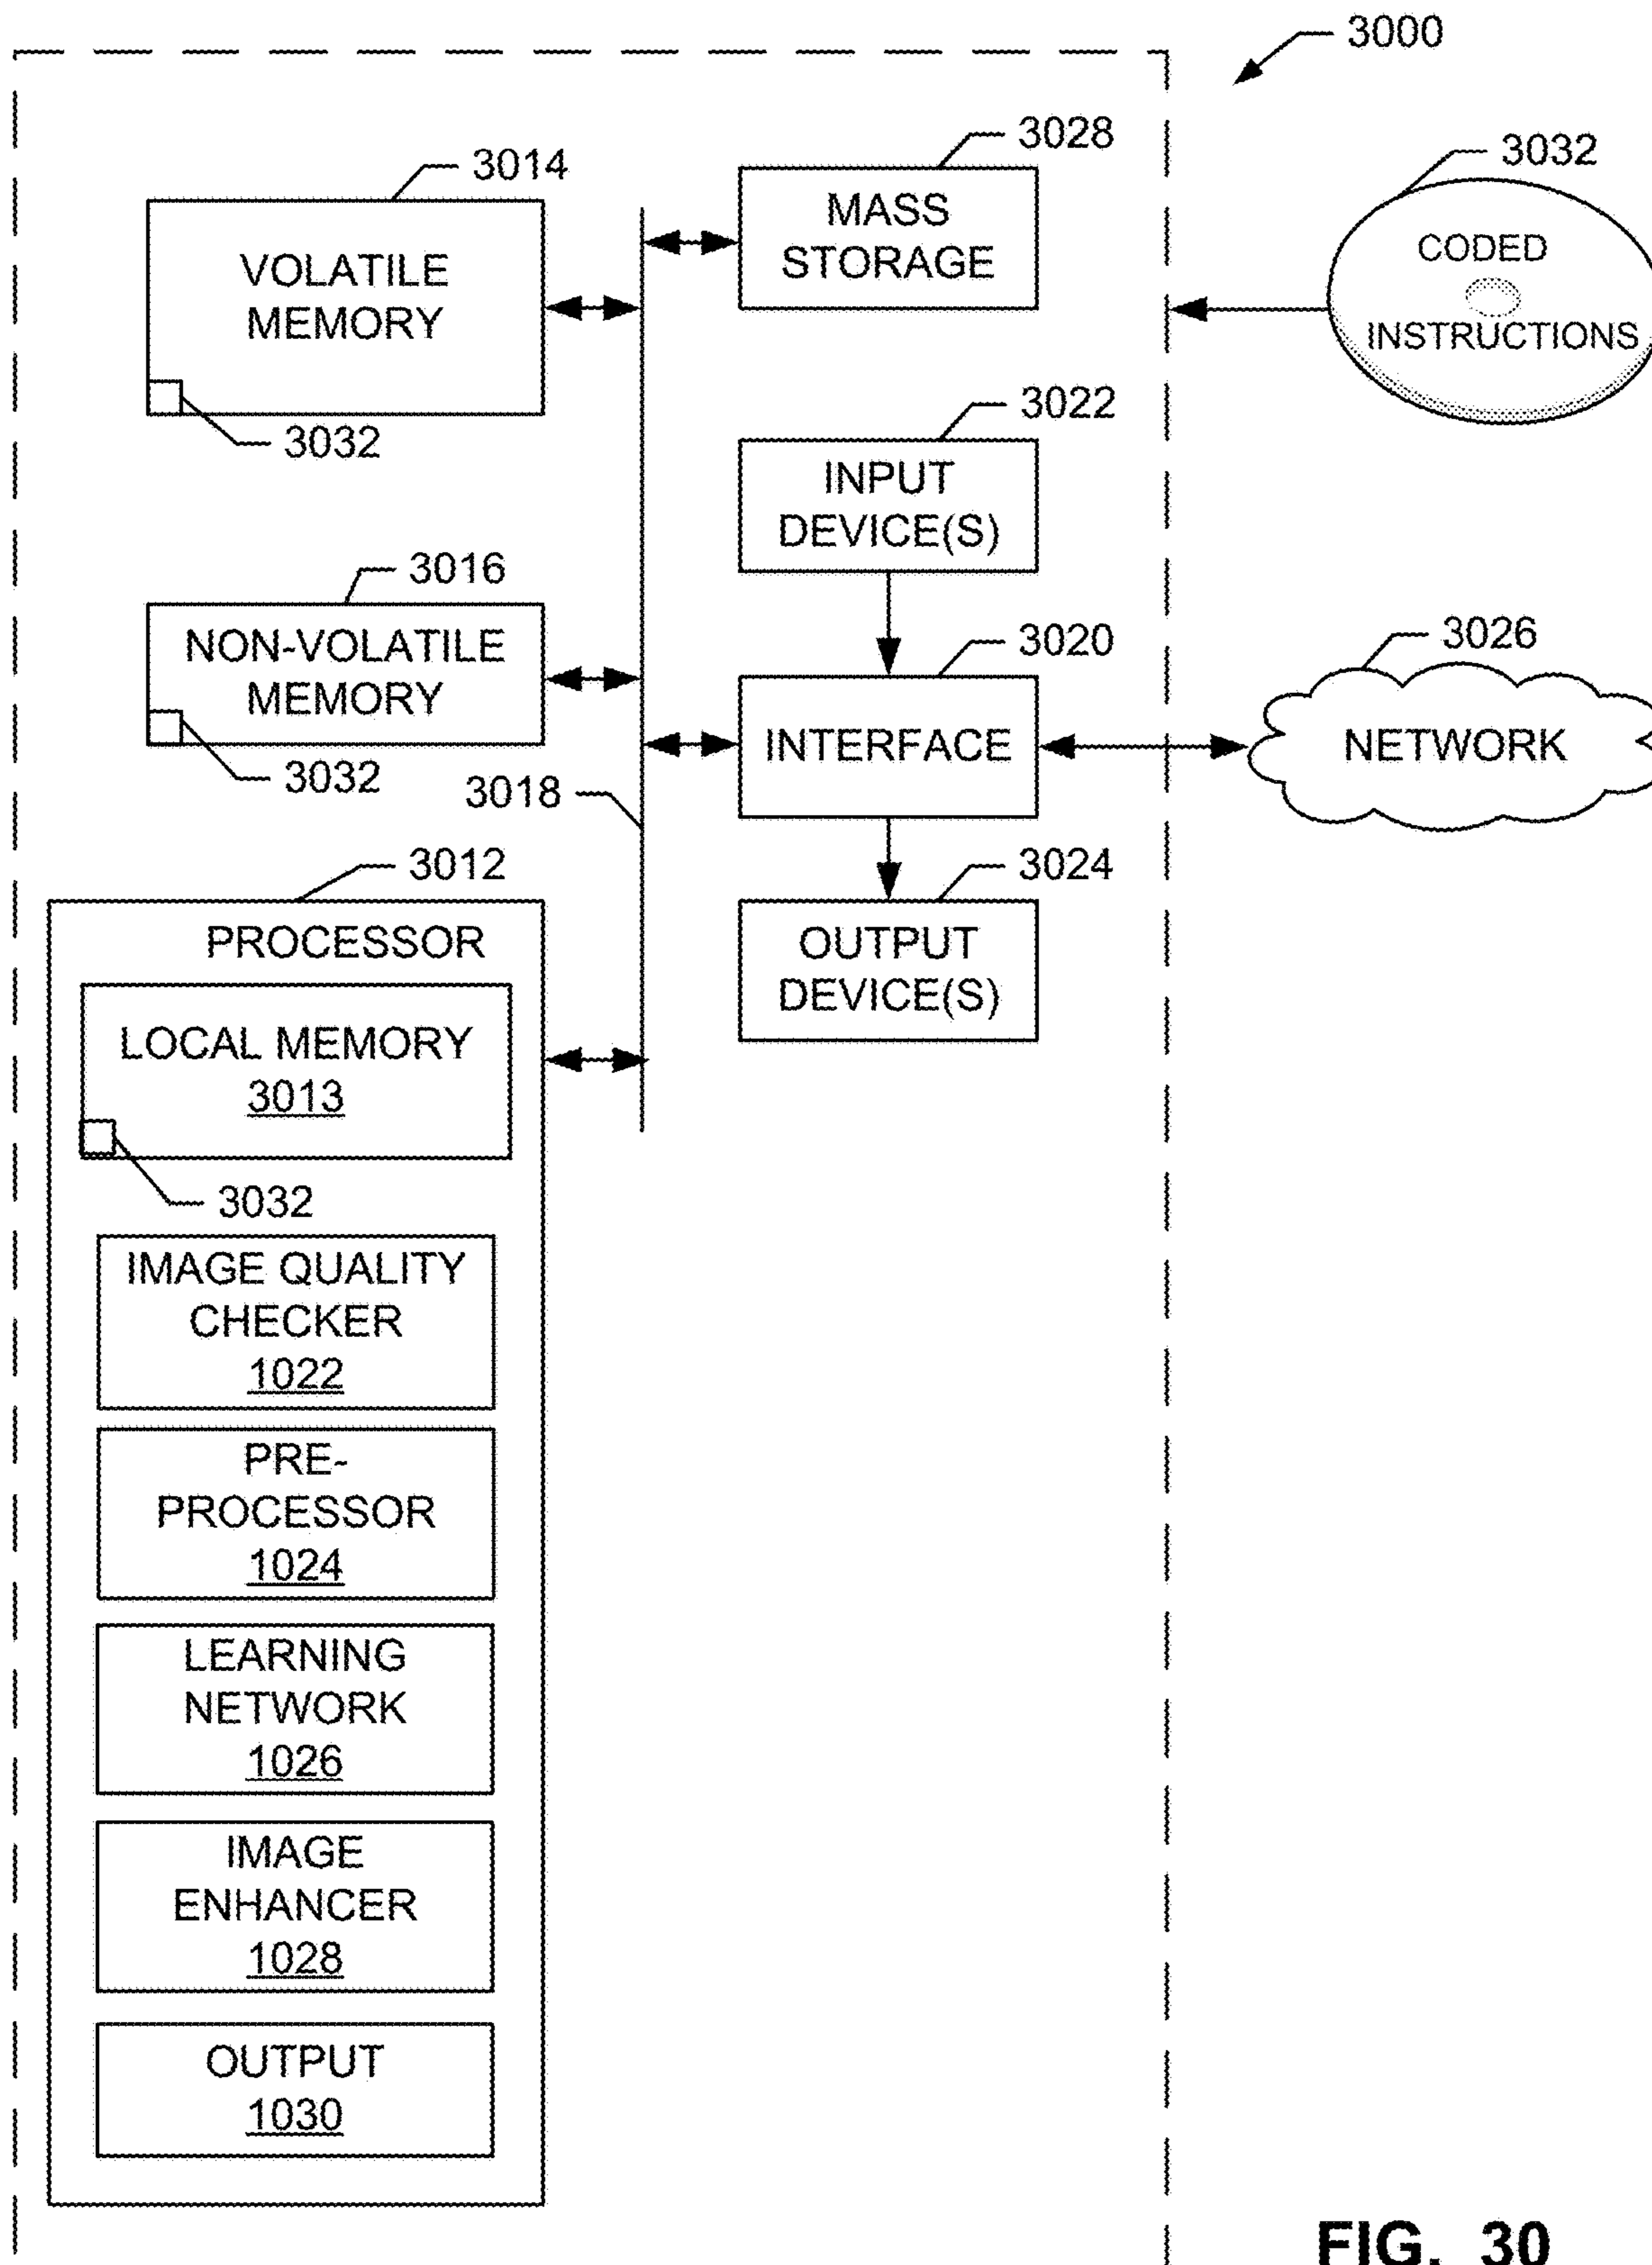 3000
3028
3014
3032
MASS
STORAGE
VOLATILE
MEMORY
CODED
INSTRUCTIONS
3022
3032
INPUT
DEVICE(S)
3016
3020
3026
NON-VOLATILE
MEMORY
INTERFACE
NETWORK
3032
3018
3012
3024
PROCESSOR
OUTPUT
DEVICE(S)
LOCAL MEMORY
3013
3032
IMAGE QUALITY
CHECKER
1022
PRE-
PROCESSOR
1024
LEARNING
NETWORK
1026
IMAGE
ENHANCER
1028
OUTPUT
1030
FIG. 30